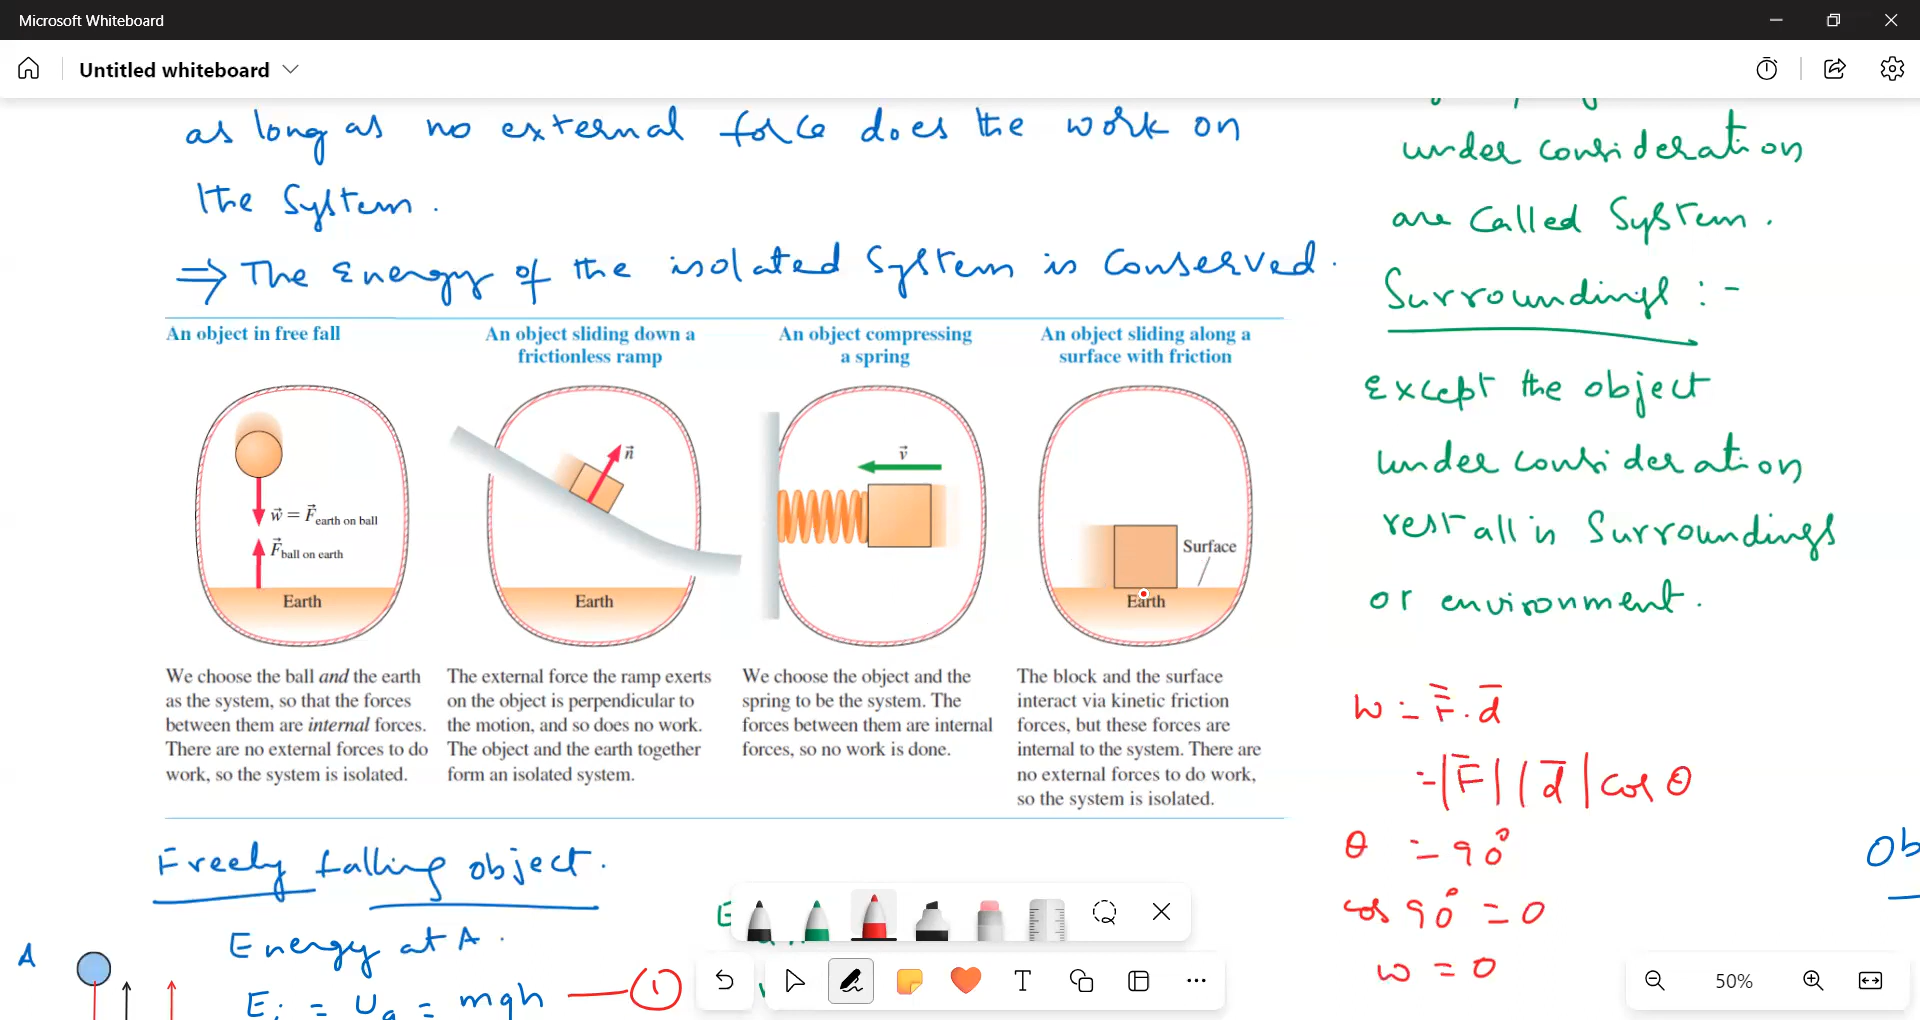 Microsoft Whiteboard
Untitled whiteboard
as long as no external force does the work on
the System.
⇒ The Energy of the isolated System is Conserved.
An object in free fall
w⃗ = F⃗ earth on ball
F⃗ ball on earth
Earth
We choose the ball and the earth
as the system, so that the forces
between them are internal forces.
There are no external forces to do
work, so the system is isolated.
An object sliding down a
frictionless ramp
n⃗
Earth
The external force the ramp exerts
on the object is perpendicular to
the motion, and so does no work.
The object and the earth together
form an isolated system.
An object compressing
a spring
v⃗
We choose the object and the
spring to be the system. The
forces between them are internal
forces, so no work is done.
An object sliding along a
surface with friction
Surface
Earth
The block and the surface
interact via kinetic friction
forces, but these forces are
internal to the system. There are
no external forces to do work,
so the system is isolated.
under consideration
are Called System.
Surroundings :-
Except the object
under consideration
rest all is Surroundings
or environment.
W = F̅ . d̅
= |F̅| |d̅| cos θ
θ = 90°
cos 90° = 0
W = 0
Ob
Freely falling object.
A
Energy at A.
Ei = Ug = mgh
1
50%